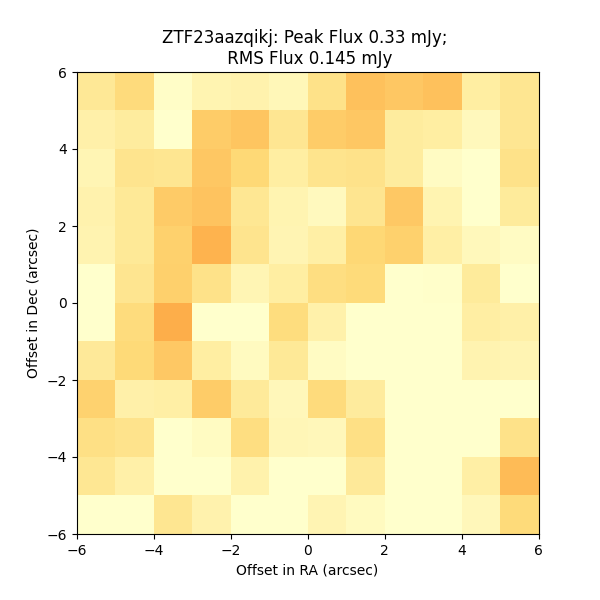 ZTF23aazqikj: Peak Flux 0.33 mJy;
RMS Flux 0.145 mJy
6
4
2
0
−2
−4
−6
Offset in Dec (arcsec)
−6 −4 −2 0 2 4 6
Offset in RA (arcsec)